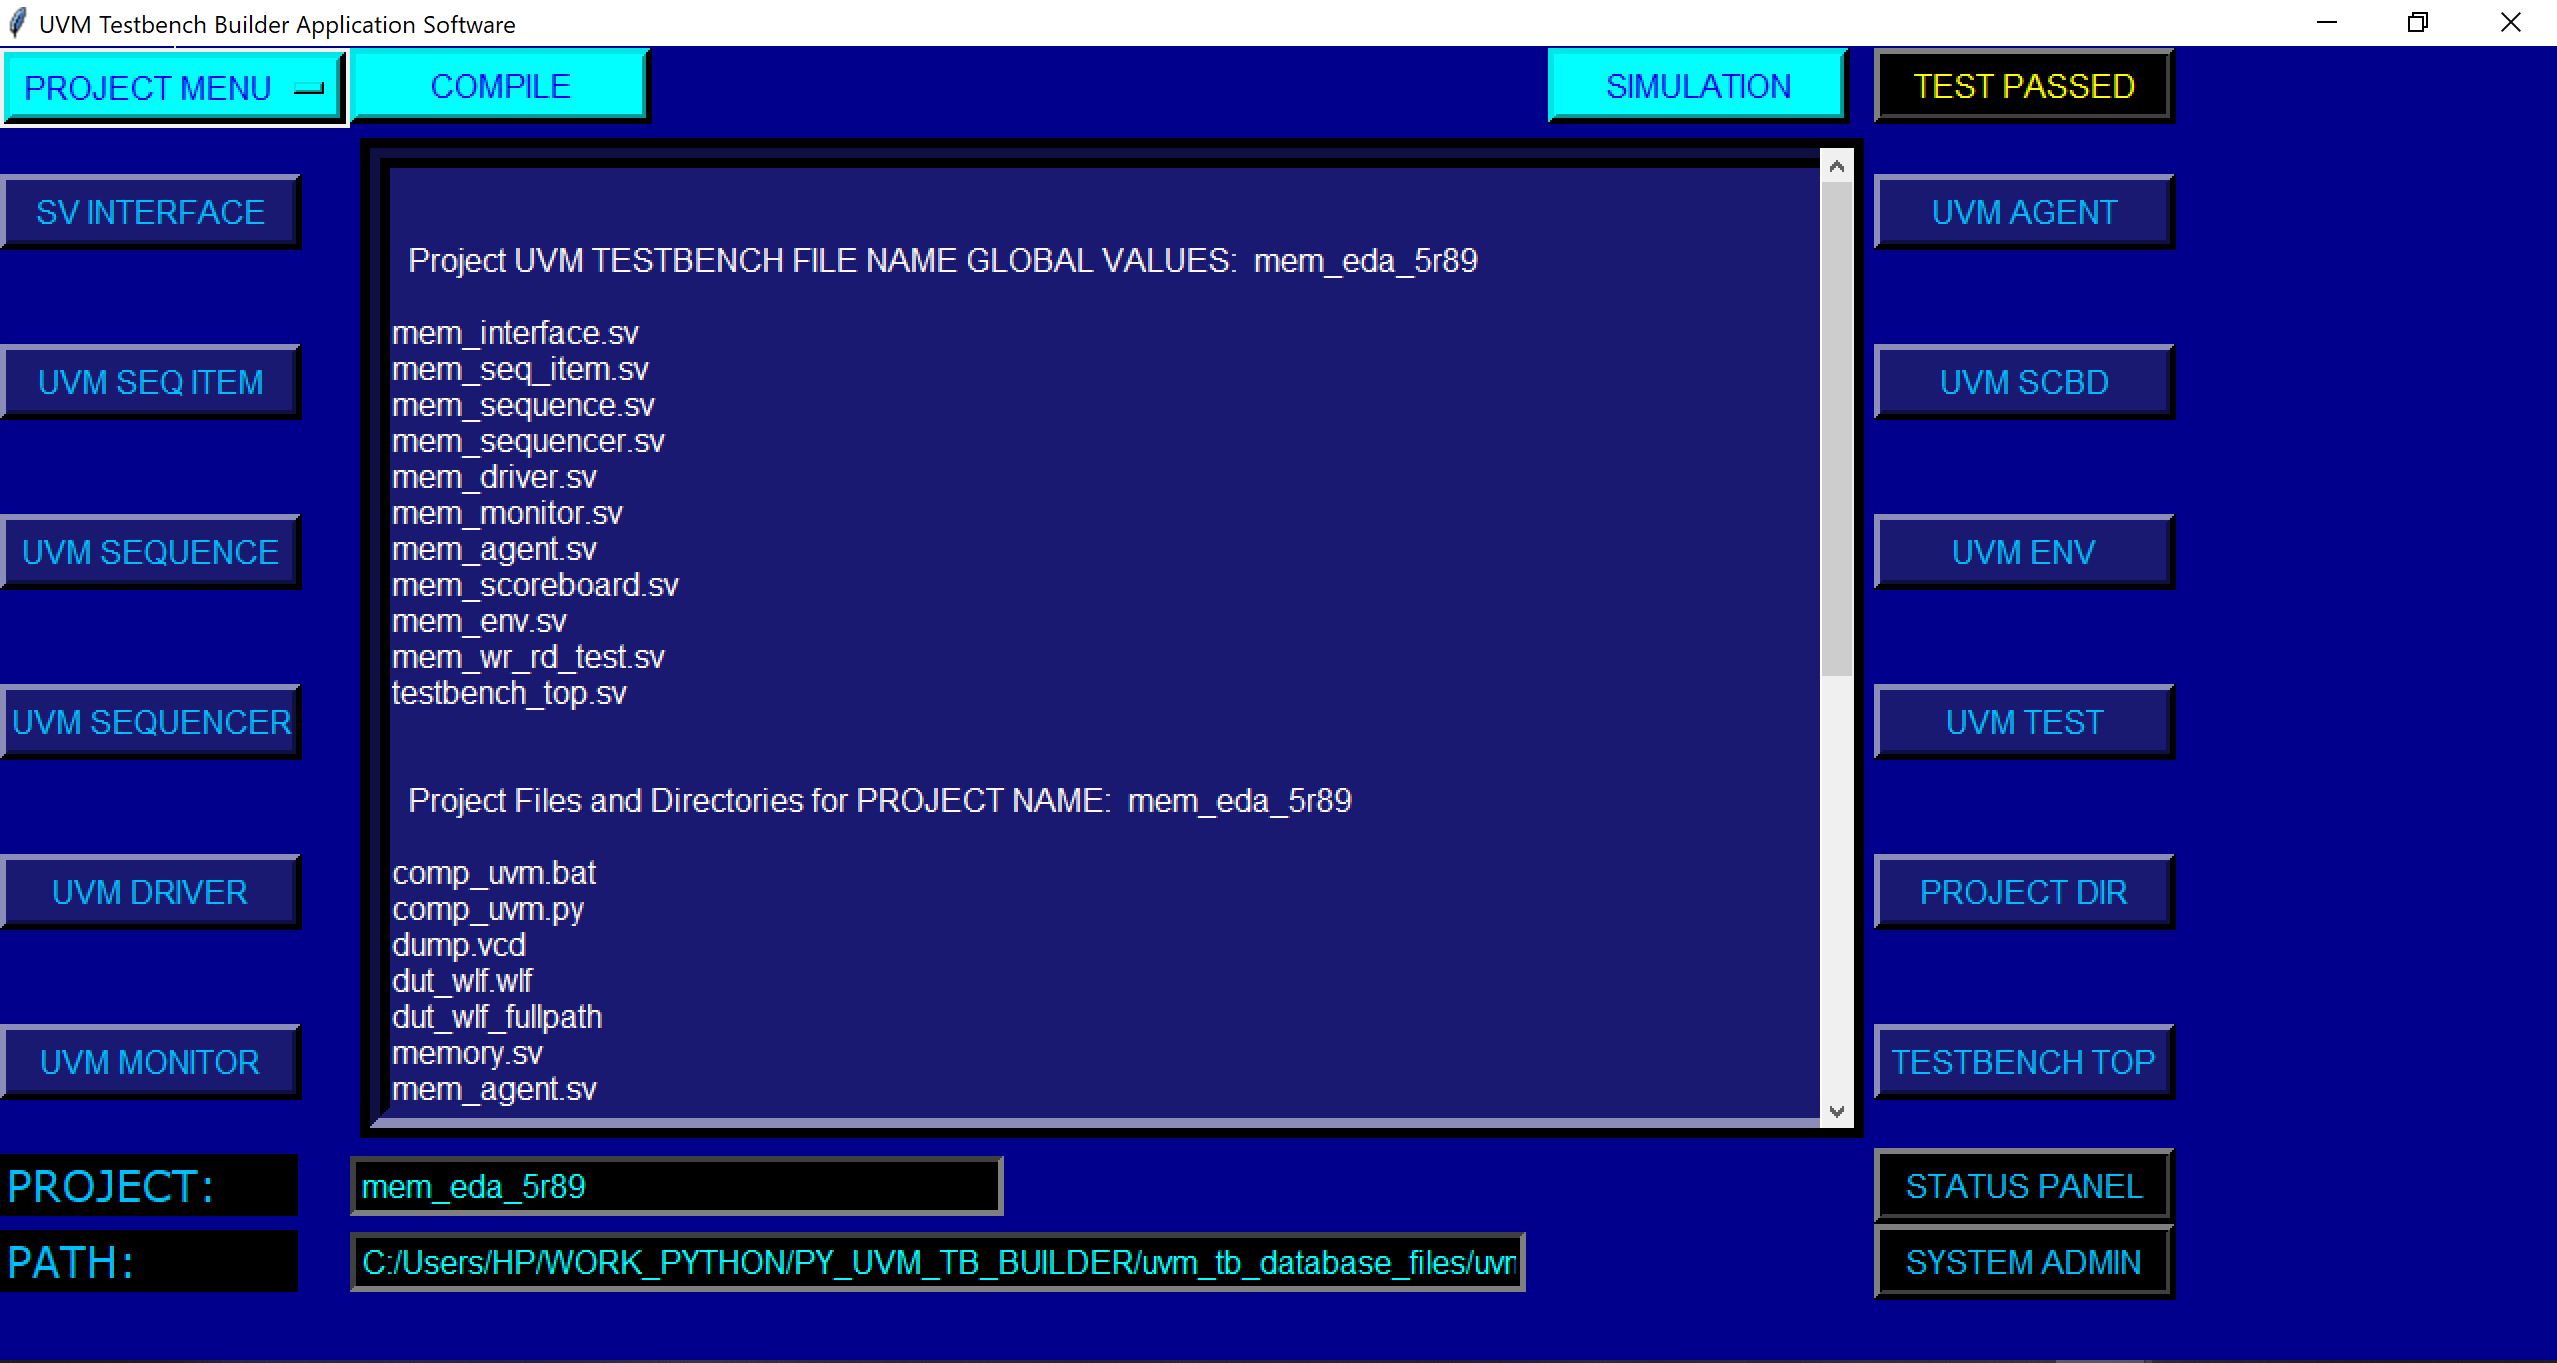 UVM Testbench Builder Application Software
PROJECT MENU
COMPILE
SIMULATION
TEST PASSED
SV INTERFACE
UVM SEQ ITEM
UVM SEQUENCE
UVM SEQUENCER
UVM DRIVER
UVM MONITOR
Project UVM TESTBENCH FILE NAME GLOBAL VALUES:  mem_eda_5r89
mem_interface.sv
mem_seq_item.sv
mem_sequence.sv
mem_sequencer.sv
mem_driver.sv
mem_monitor.sv
mem_agent.sv
mem_scoreboard.sv
mem_env.sv
mem_wr_rd_test.sv
testbench_top.sv
Project Files and Directories for PROJECT NAME:  mem_eda_5r89
comp_uvm.bat
comp_uvm.py
dump.vcd
dut_wlf.wlf
dut_wlf_fullpath
memory.sv
mem_agent.sv
UVM AGENT
UVM SCBD
UVM ENV
UVM TEST
PROJECT DIR
TESTBENCH TOP
PROJECT:
mem_eda_5r89
STATUS PANEL
PATH:
C:/Users/HP/WORK_PYTHON/PY_UVM_TB_BUILDER/uvm_tb_database_files/uvm
SYSTEM ADMIN